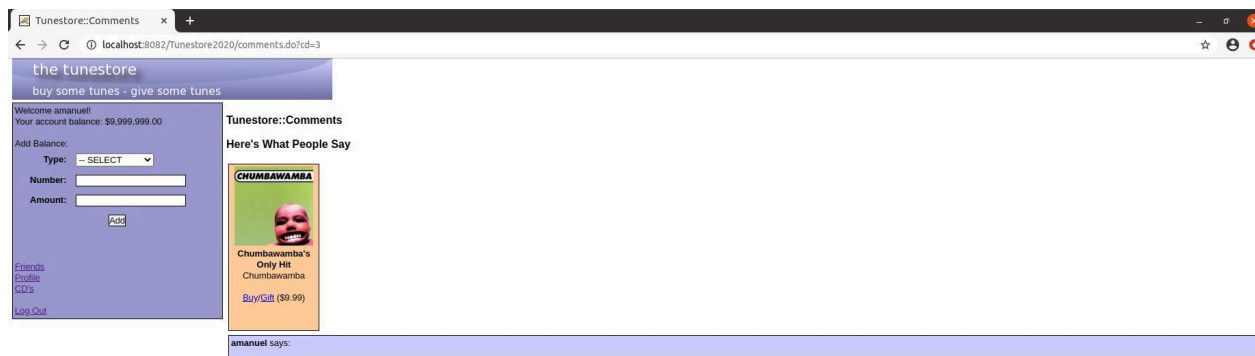 Tunestore::Comments
localhost:8082/Tunestore2020/comments.do?cd=3
the tunestore
buy some tunes - give some tunes
Welcome amanuel!
Your account balance: $9,999,999.00
Add Balance:
Type: -- SELECT
Number:
Amount:
Add
Friends
Profile
CD's
Log Out
Tunestore::Comments
Here's What People Say
CHUMBAWAMBA
Chumbawamba's
Only Hit
Chumbawamba
Buy/Gift ($9.99)
amanuel says: